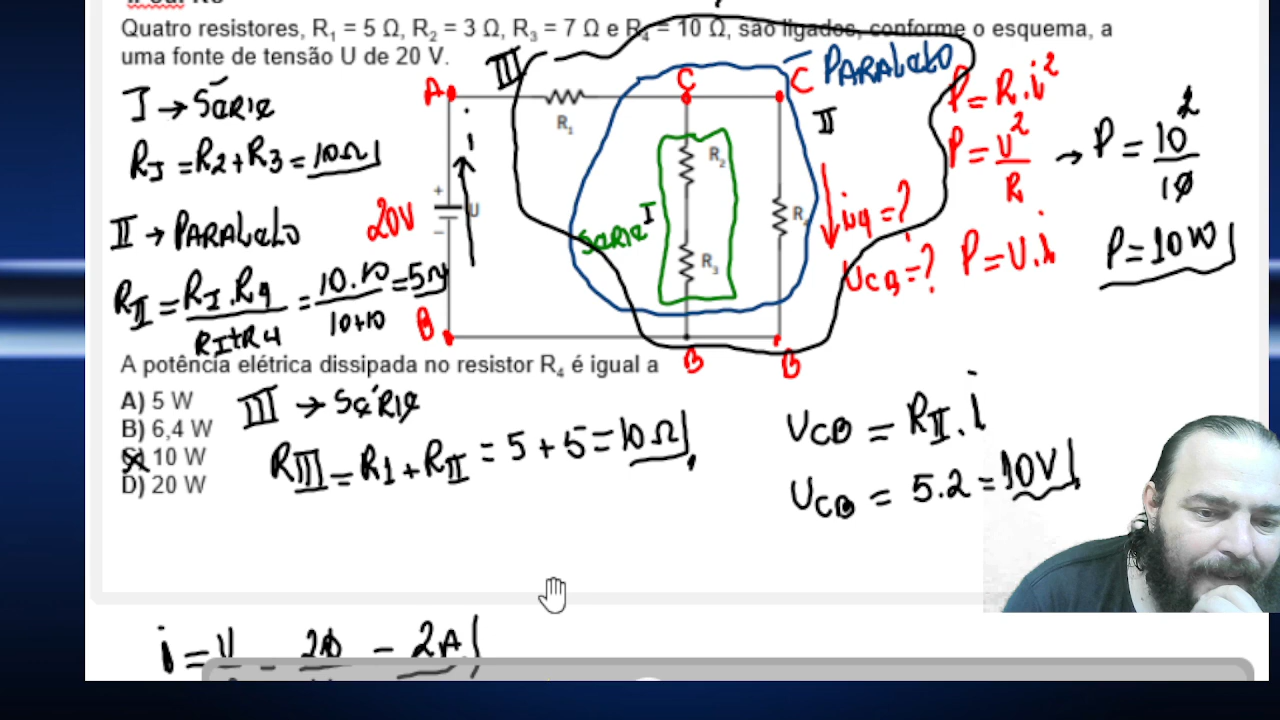 Quatro resistores, R₁ = 5 Ω, R₂ = 3 Ω, R₃ = 7 Ω e R₄ = 10 Ω, são ligados, conforme o esquema, a
uma fonte de tensão U de 20 V.
I → Série
R_I = R₂ + R₃ = 10Ω
II → PARALELO
R_II = R_I . R₄ / R_I + R₄ = 10.10 / 10+10 = 5Ω
III
A
R₁
C
C
PARALELO
II
i
20V
+
U
−
B
Série
I
R₂
R₃
R
B
B
i₄ = ?
U_CB = ?
P = R.i²
P = U² / R → P = 10² / 10
P = U.i
P = 10W
A potência elétrica dissipada no resistor R₄ é igual a
A) 5 W
B) 6,4 W
C) 10 W
D) 20 W
III → Série
R_III = R₁ + R_II = 5 + 5 = 10Ω
U_CB = R_II . i
U_CB = 5.2 = 10V
i = U = 20 = 2A